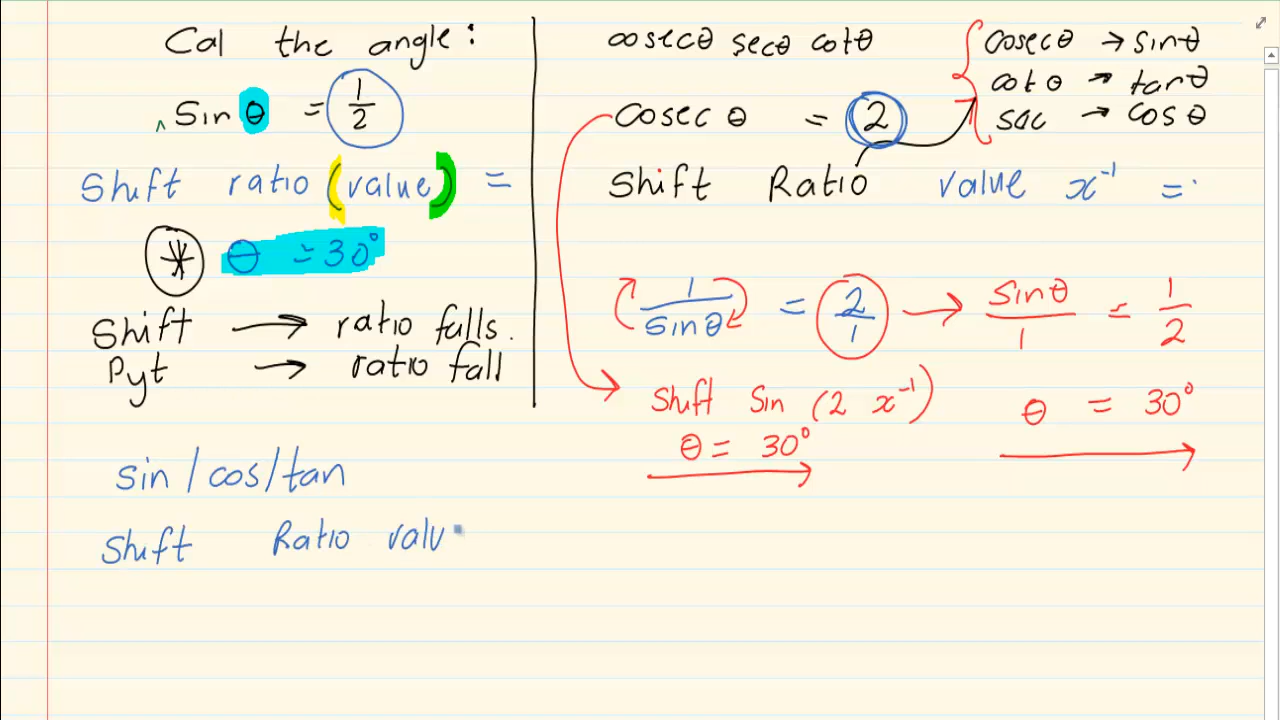 Cal the angle:
Sin θ = 1/2
Shift ratio (value) =
* θ = 30°
Shift → ratio falls.
Pyt → ratio fall
sin/cos/tan
Shift Ratio valu
cosecθ secθ cotθ
cosecθ → sinθ
cot θ → tanθ
sec → cos θ
cosec θ = 2
Shift Ratio value x⁻¹ =
1/sinθ = 2/1 → sinθ/1 = 1/2
Shift Sin (2 x⁻¹)
θ = 30°
θ = 30°